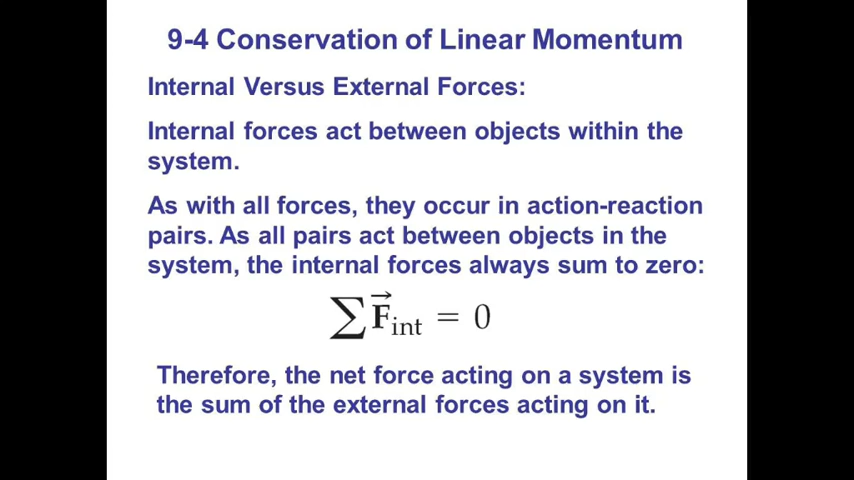 9-4 Conservation of Linear Momentum
Internal Versus External Forces:
Internal forces act between objects within the
system.
As with all forces, they occur in action-reaction
pairs. As all pairs act between objects in the
system, the internal forces always sum to zero:
∑F⃗int = 0
Therefore, the net force acting on a system is
the sum of the external forces acting on it.